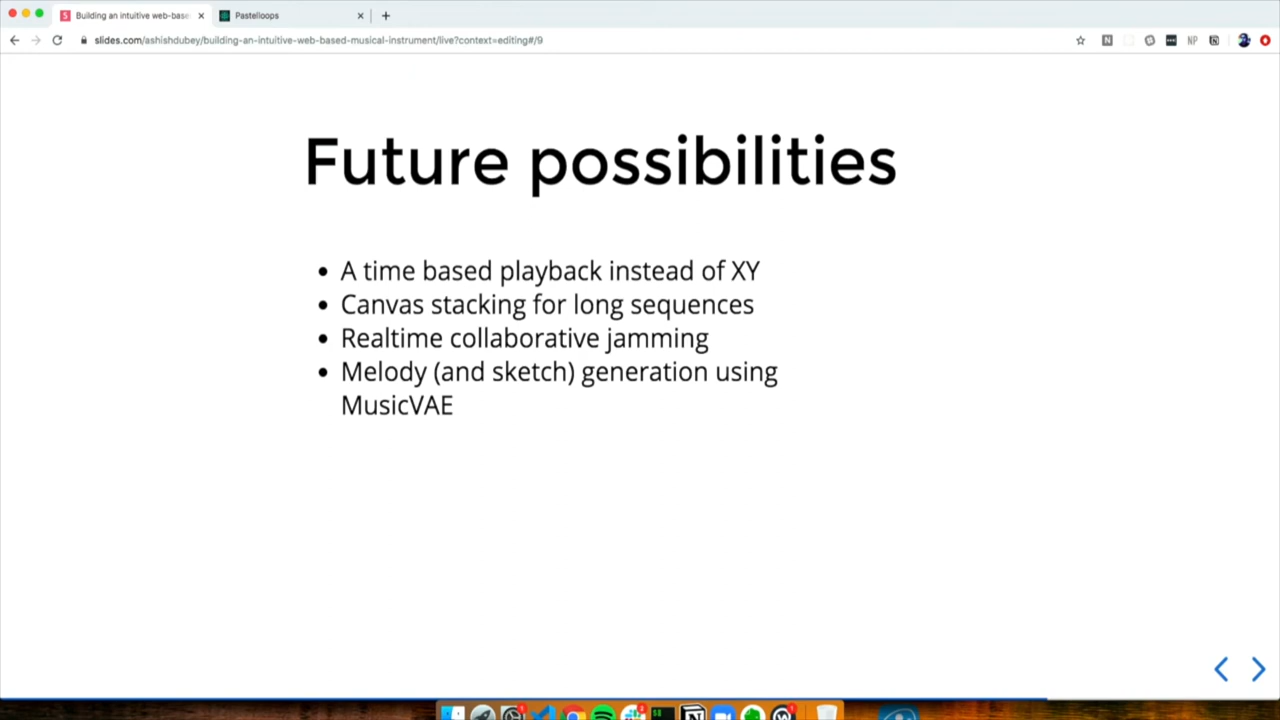 Building an intuitive web-base
Pastelloops
slides.com/ashishdubey/building-an-intuitive-web-based-musical-instrument/live?context=editing#/9
NP
Future possibilities
A time based playback instead of XY
Canvas stacking for long sequences
Realtime collaborative jamming
Melody (and sketch) generation using
MusicVAE